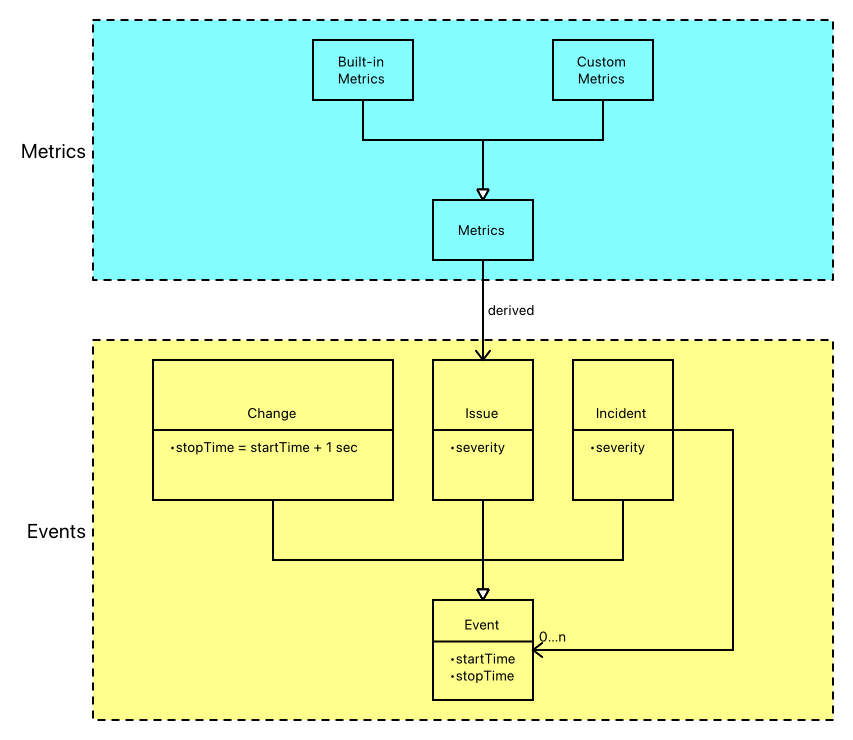 Built-in
Metrics
Custom
Metrics
Metrics
Metrics
derived
Change
•stopTime = startTime + 1 sec
Issue
•severity
Incident
•severity
Events
Event
0...n
•startTime
•stopTime